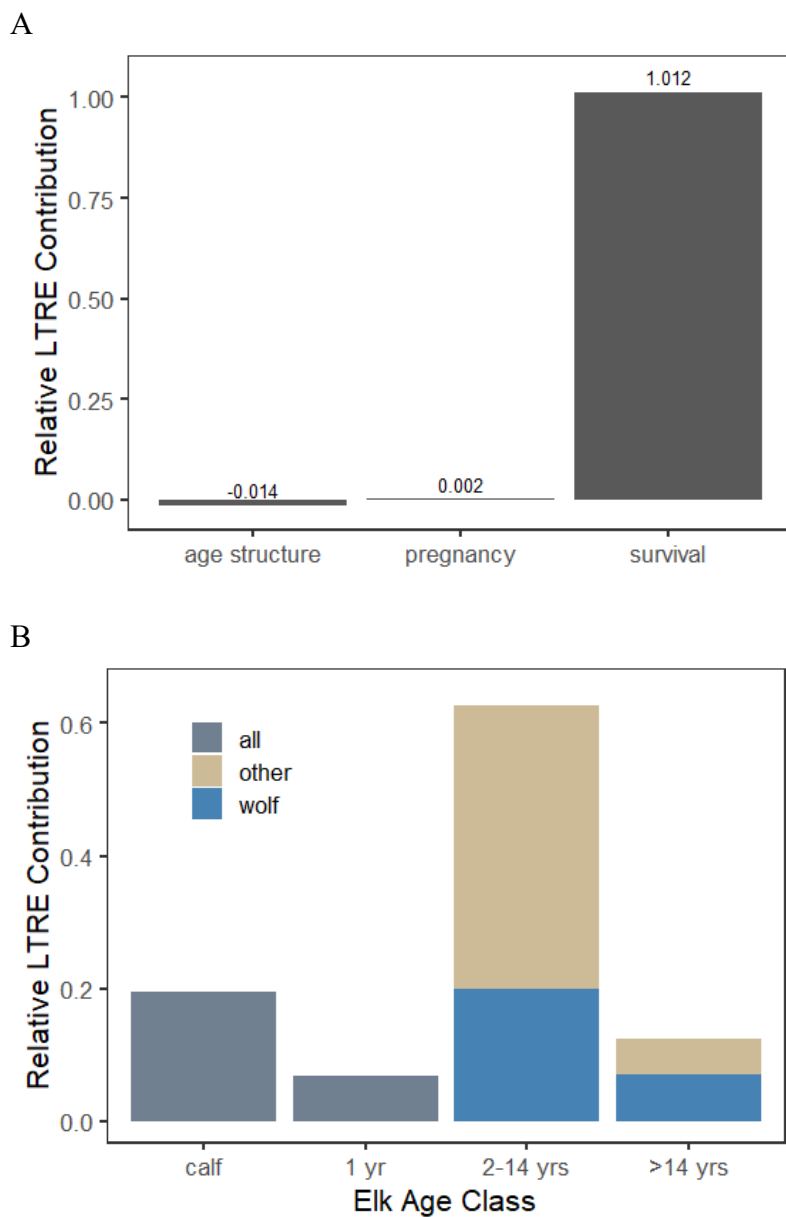 A
Relative LTRE Contribution
1.00
0.75
0.50
0.25
0.00
-0.014
0.002
1.012
age structure
pregnancy
survival
B
Relative LTRE Contribution
0.6
0.4
0.2
0.0
all
other
wolf
calf
1 yr
2-14 yrs
>14 yrs
Elk Age Class